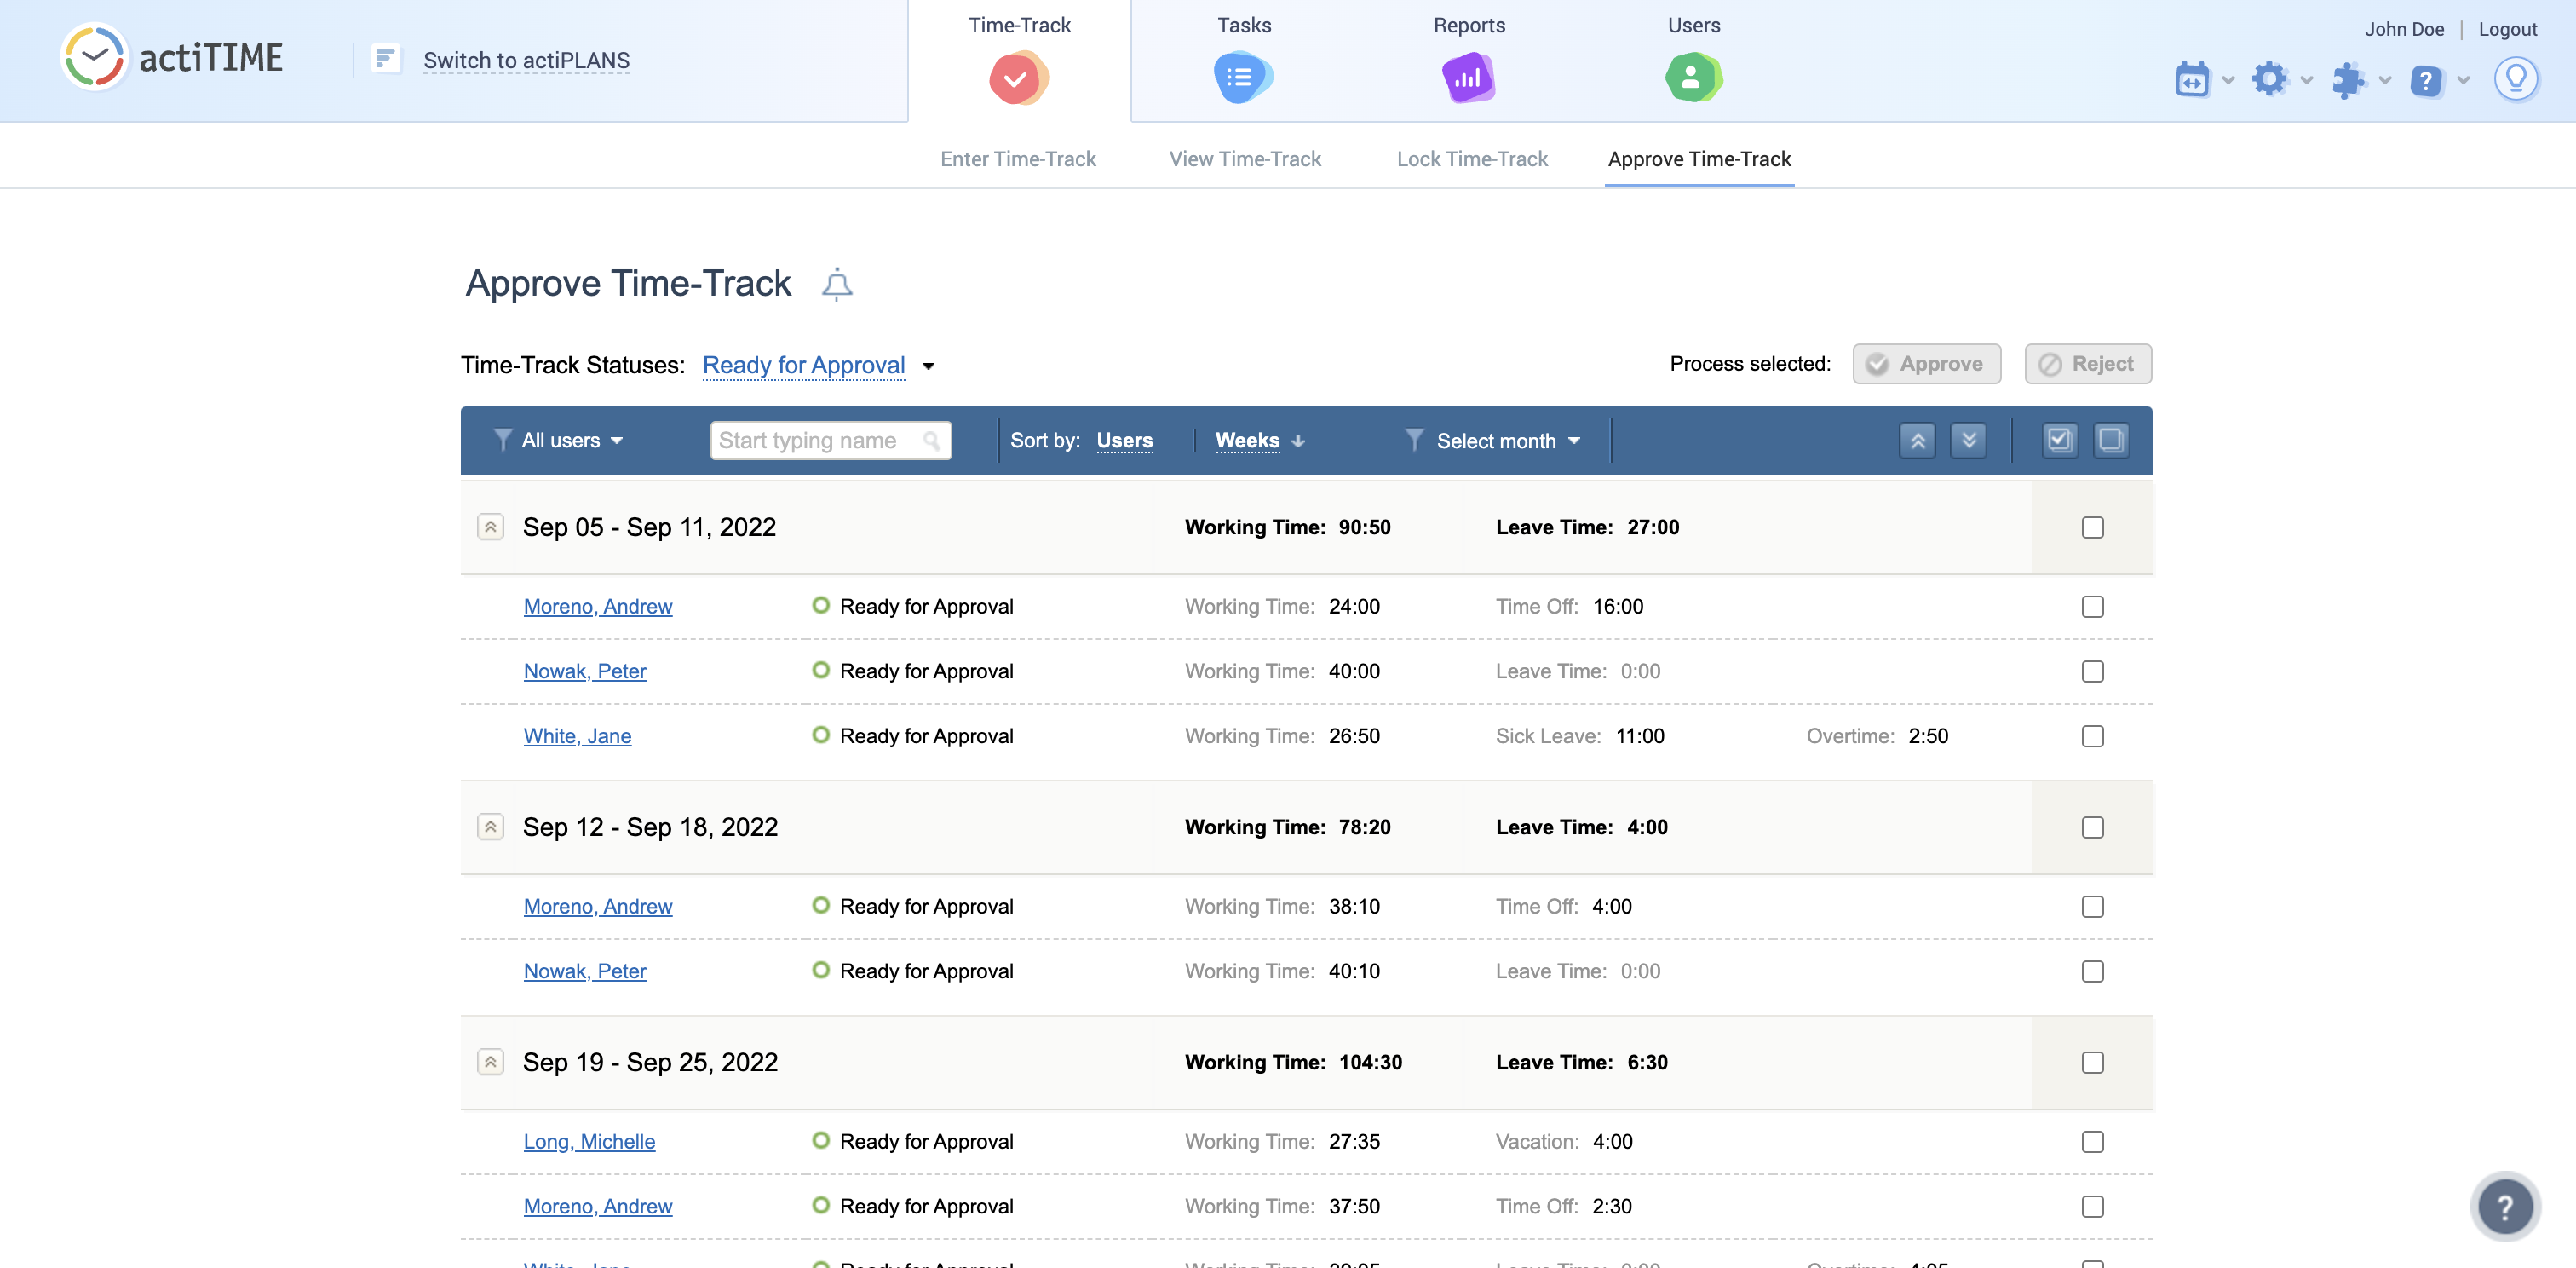 actiTIME
Switch to actiPLANS
Time-Track
Tasks
Reports
Users
John Doe
Logout
Enter Time-Track
View Time-Track
Lock Time-Track
Approve Time-Track
Approve Time-Track
Time-Track Statuses: Ready for Approval
Process selected: Approve Reject
All users Start typing name Sort by: Users Weeks Select month
Sep 05 - Sep 11, 2022 Working Time: 90:50 Leave Time: 27:00
Moreno, Andrew Ready for Approval Working Time: 24:00 Time Off: 16:00
Nowak, Peter Ready for Approval Working Time: 40:00 Leave Time: 0:00
White, Jane Ready for Approval Working Time: 26:50 Sick Leave: 11:00 Overtime: 2:50
Sep 12 - Sep 18, 2022 Working Time: 78:20 Leave Time: 4:00
Moreno, Andrew Ready for Approval Working Time: 38:10 Time Off: 4:00
Nowak, Peter Ready for Approval Working Time: 40:10 Leave Time: 0:00
Sep 19 - Sep 25, 2022 Working Time: 104:30 Leave Time: 6:30
Long, Michelle Ready for Approval Working Time: 27:35 Vacation: 4:00
Moreno, Andrew Ready for Approval Working Time: 37:50 Time Off: 2:30
?